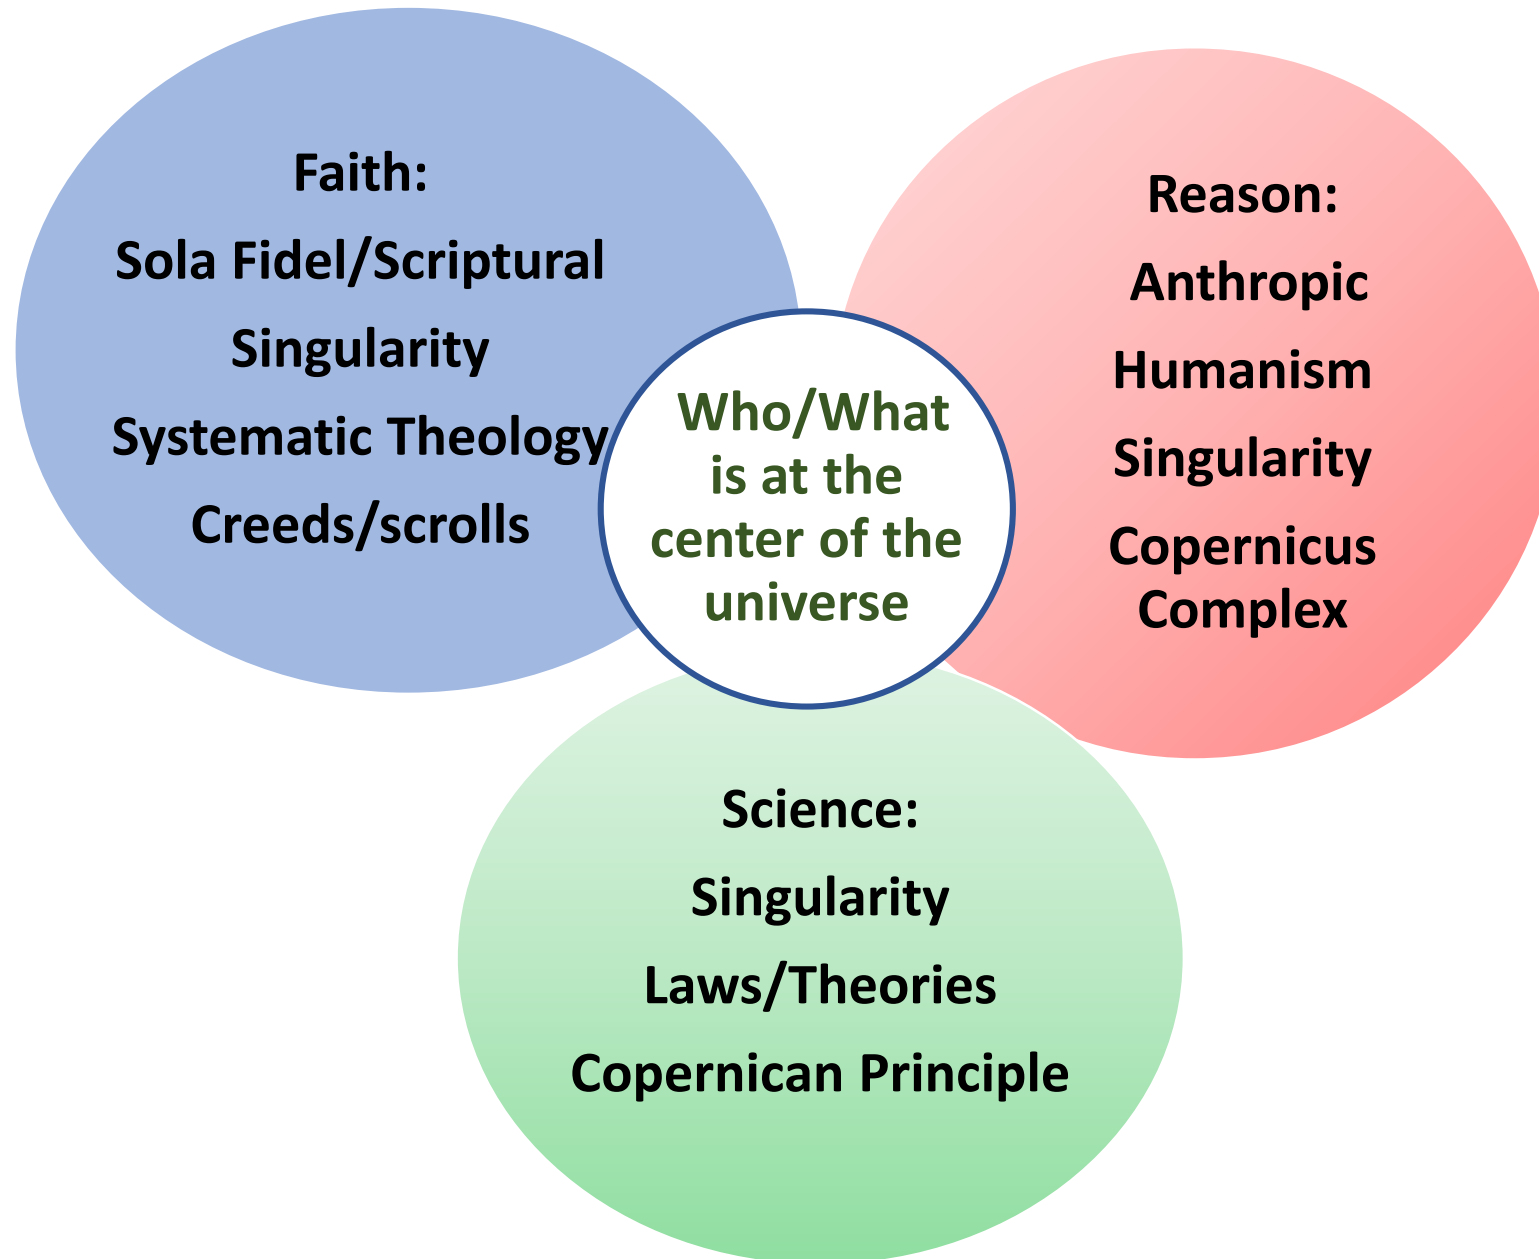 Faith:
Sola Fidel/Scriptural
Singularity
Systematic Theology
Creeds/scrolls
Reason:
Anthropic
Humanism
Singularity
Copernicus
Complex
Who/What
is at the
center of the
universe
Science:
Singularity
Laws/Theories
Copernican Principle